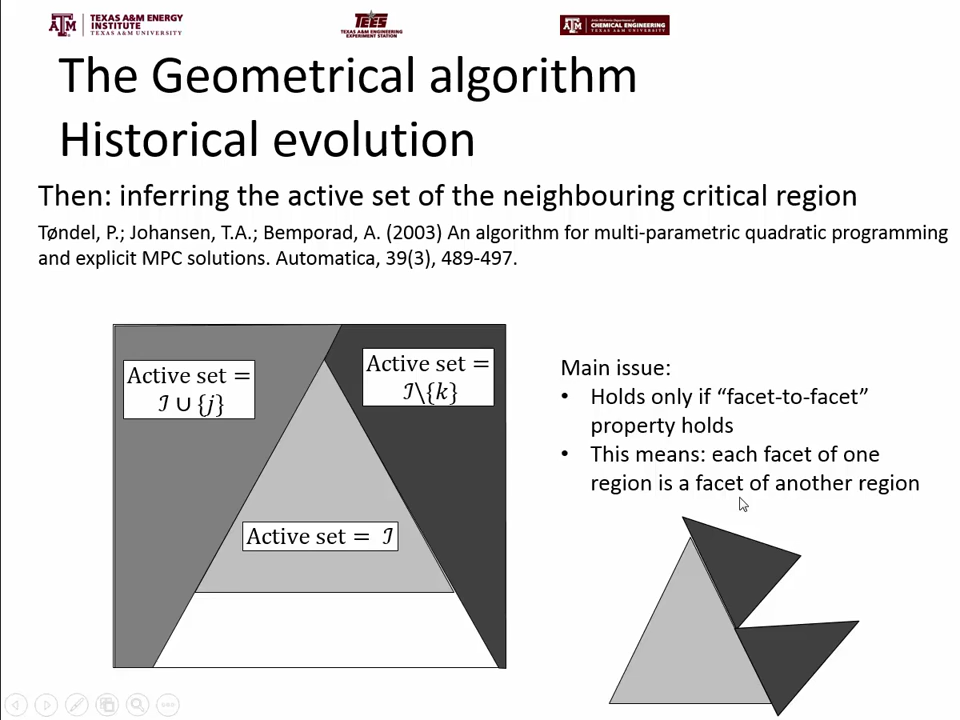 TEXAS A&M ENERGY
INSTITUTE
TEXAS A&M UNIVERSITY
TEES
TEXAS A&M ENGINEERING
EXPERIMENT STATION
CHEMICAL ENGINEERING
TEXAS A&M UNIVERSITY
The Geometrical algorithm
Historical evolution
Then: inferring the active set of the neighbouring critical region
Tøndel, P.; Johansen, T.A.; Bemporad, A. (2003) An algorithm for multi-parametric quadratic programming
and explicit MPC solutions. Automatica, 39(3), 489-497.
Active set =
ℐ ∪ {j}
Active set =
ℐ\{k}
Active set = ℐ
Main issue:
• Holds only if “facet-to-facet”
property holds
• This means: each facet of one
region is a facet of another region